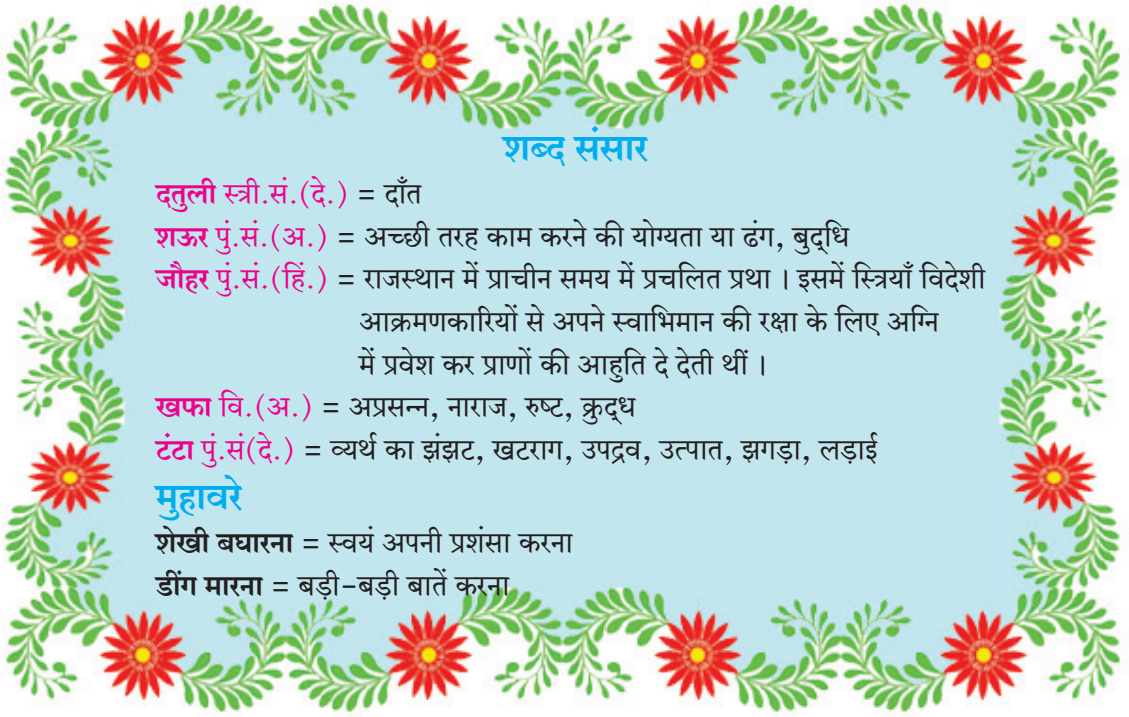 शब्द संसार
दतुली स्त्री.सं.(दे.) = दाँत
शऊर पुं.सं.(अ.) = अच्छी तरह काम करने की योग्यता या ढंग, बुद्‌धि
जौहर पुं.सं.(हिं.) = राजस्थान में प्राचीन समय में प्रचलित प्रथा । इसमें स्त्रियाँ विदेशी
आक्रमणकारियों से अपने स्वाभिमान की रक्षा के लिए अग्नि
में प्रवेश कर प्राणों की आहुति दे देती थीं ।
खफा वि.(अ.) = अप्रसन्न, नाराज, रुष्ट, क्रुद्‌ध
टंटा पुं.सं(दे.) = व्यर्थ का झंझट, खटराग, उपद्रव, उत्पात, झगड़ा, लड़ाई
मुहावरे
शेखी बघारना = स्वयं अपनी प्रशंसा करना
डींग मारना = बड़ी-बड़ी बातें करना